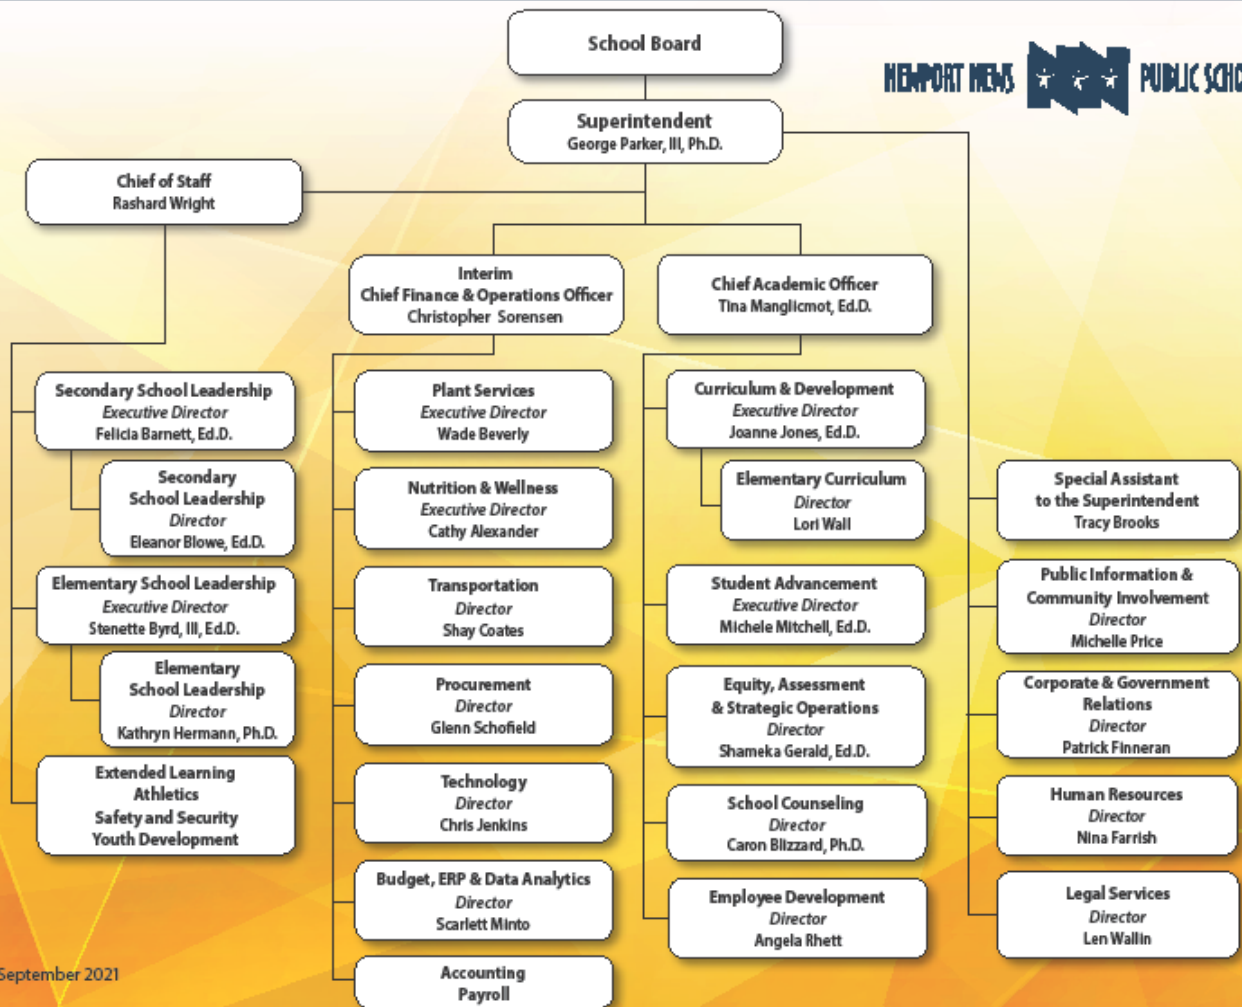 School Board
NEWPORT NEWS PUBLIC SCHO
Superintendent
George Parker, III, Ph.D.
Chief of Staff
Rashard Wright
Interim
Chief Finance & Operations Officer
Christopher Sorensen
Chief Academic Officer
Tina Manglicmot, Ed.D.
Secondary School Leadership
Executive Director
Felicia Barnett, Ed.D.
Secondary
School Leadership
Director
Eleanor Blowe, Ed.D.
Elementary School Leadership
Executive Director
Stenette Byrd, III, Ed.D.
Elementary
School Leadership
Director
Kathryn Hermann, Ph.D.
Extended Learning
Athletics
Safety and Security
Youth Development
Plant Services
Executive Director
Wade Beverly
Nutrition & Wellness
Executive Director
Cathy Alexander
Transportation
Director
Shay Coates
Procurement
Director
Glenn Schofield
Technology
Director
Chris Jenkins
Budget, ERP & Data Analytics
Director
Scarlett Minto
Accounting
Payroll
Curriculum & Development
Executive Director
Joanne Jones, Ed.D.
Elementary Curriculum
Director
Lori Wall
Student Advancement
Executive Director
Michele Mitchell, Ed.D.
Equity, Assessment
& Strategic Operations
Director
Shameka Gerald, Ed.D.
School Counseling
Director
Caron Blizzard, Ph.D.
Employee Development
Director
Angela Rhett
Special Assistant
to the Superintendent
Tracy Brooks
Public Information &
Community Involvement
Director
Michelle Price
Corporate & Government
Relations
Director
Patrick Finneran
Human Resources
Director
Nina Farrish
Legal Services
Director
Len Wallin
September 2021